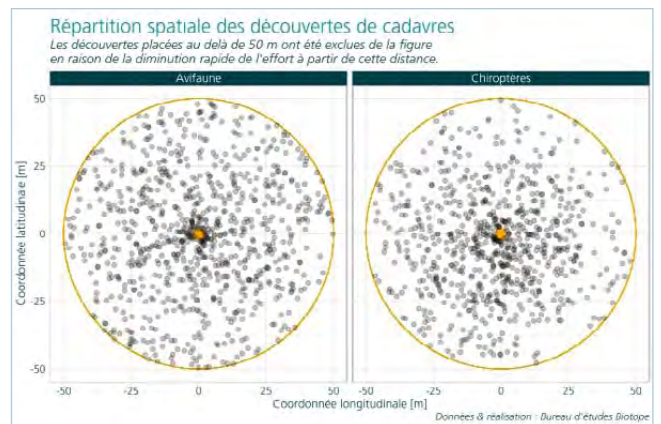 Répartition spatiale des découvertes de cadavres
Les découvertes placées au delà de 50 m ont été exclues de la figure
en raison de la diminution rapide de l'effort à partir de cette distance.
Avifaune
Chiroptères
50
25
0
-25
-50
Coordonnée latitudinale [m]
-50
-25
0
25
50
-50
-25
0
25
50
Coordonnée longitudinale [m]
Données & réalisation : Bureau d'études Biotope